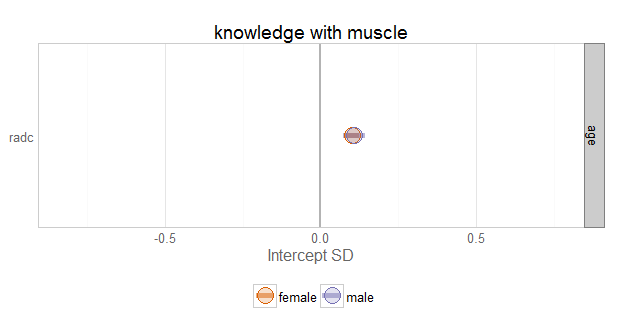 knowledge with muscle
radc
age
-0.5 0.0 0.5
Intercept SD
female male